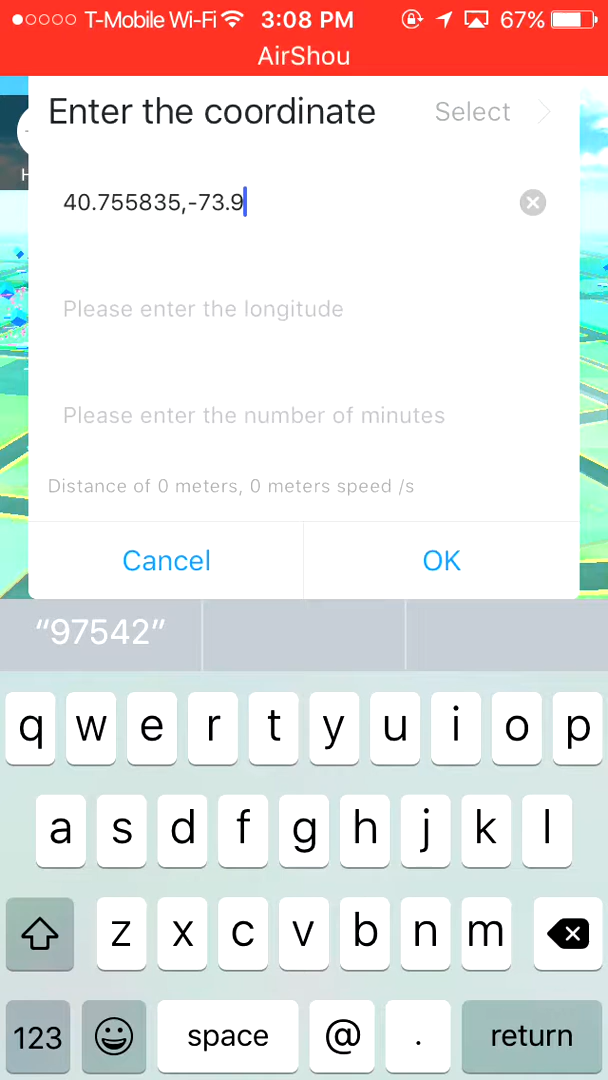 T-Mobile Wi-Fi 3:08 PM 67%
AirShou
Enter the coordinate Select
40.755835,-73.9
H
Please enter the longitude
Please enter the number of minutes
Distance of 0 meters, 0 meters speed /s
Cancel OK
“97542”
q w e r t y u i o p
a s d f g h j k l
z x c v b n m
123 space @ . return